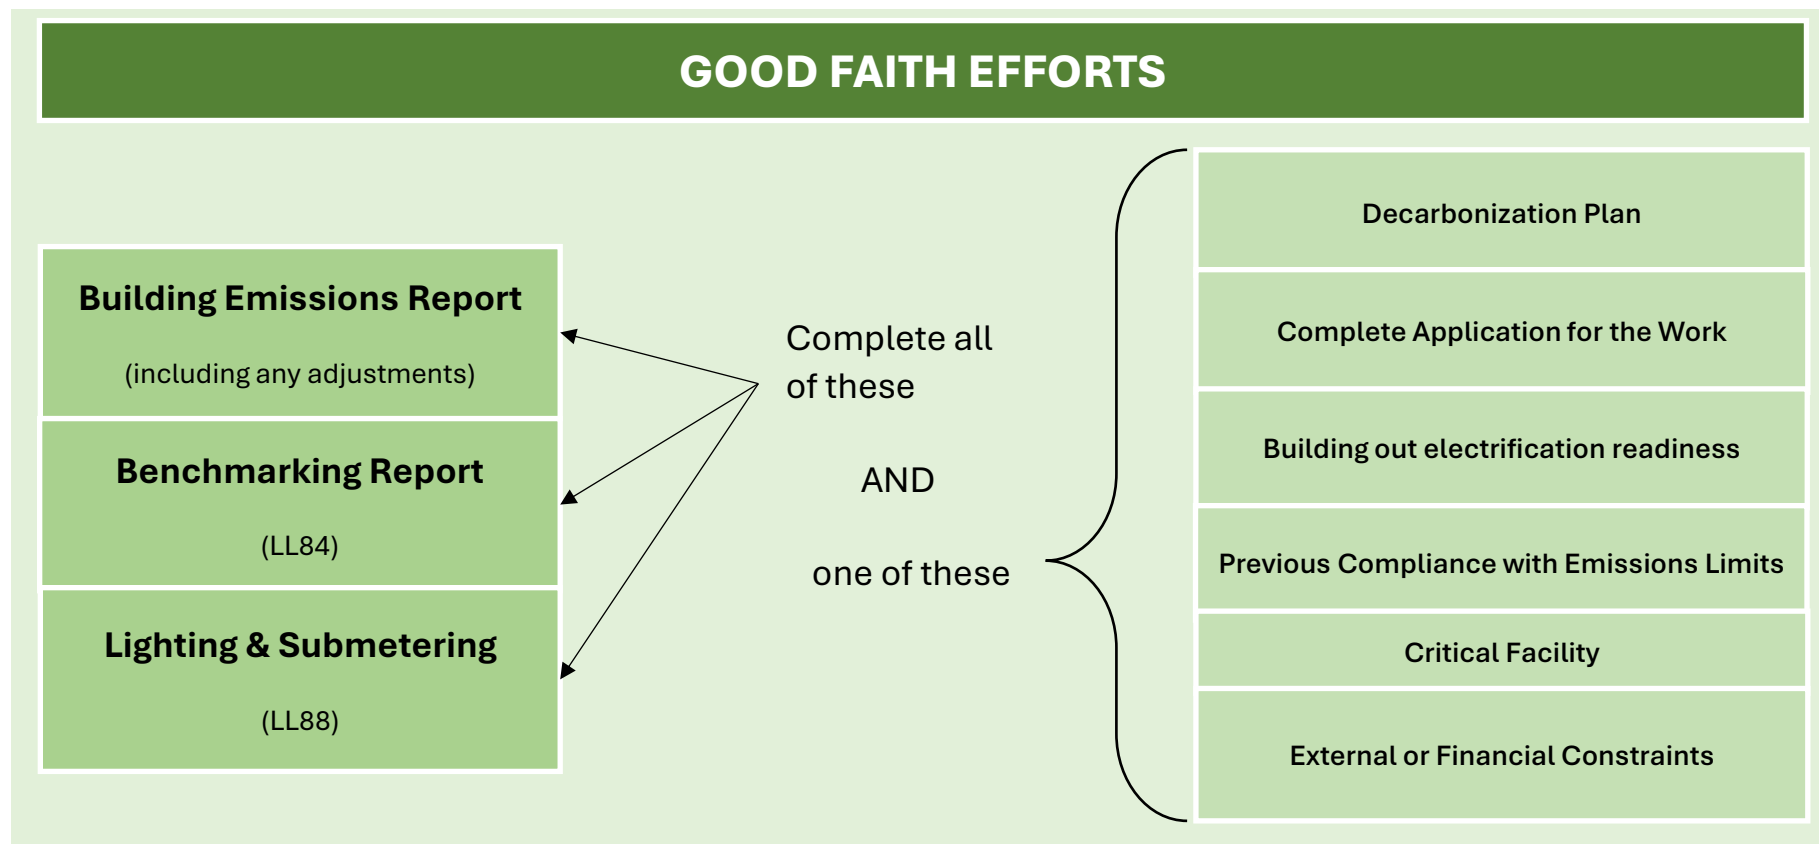 GOOD FAITH EFFORTS
Building Emissions Report
(including any adjustments)
Benchmarking Report
(LL84)
Lighting & Submetering
(LL88)
Complete all
of these
AND
one of these
Decarbonization Plan
Complete Application for the Work
Building out electrification readiness
Previous Compliance with Emissions Limits
Critical Facility
External or Financial Constraints